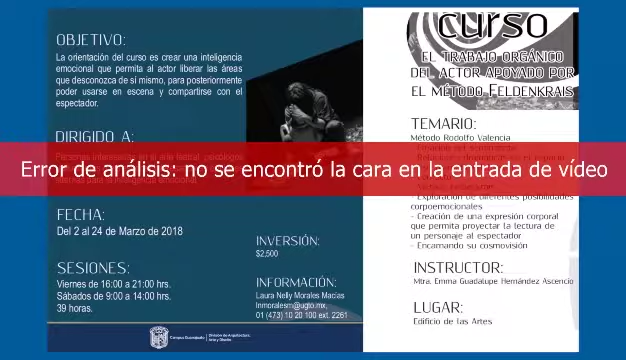 OBJETIVO:
La orientación del curso es crear una inteligencia
emocional que permita al actor liberar las áreas
que desconozca de sí mismo, para posteriormente
poder usarse en escena y compartirse con el
espectador.
DIRIGIDO A:
FECHA:
Del 2 al 24 de Marzo de 2018
SESIONES:
Viernes de 16:00 a 21:00 hrs.
Sábados de 9:00 a 14:00 hrs.
39 horas.
INVERSIÓN:
$2,500
INFORMACIÓN:
Laura Nelly Morales Macías
lnmoralesm@ugto.mx,
01 (473) 10 20 100 ext. 2261
Campus Guanajuato
División de Arquitectura,
Arte y Diseño
curso
EL TRABAJO ORGÁNICO
DEL ACTOR APOYADO POR
EL MÉTODO FELDENKRAIS
TEMARIO:
Método Rodolfo Valencia
Error de análisis: no se encontró la cara en la entrada de vídeo
- Exploración de diferentes posibilidades
corpoemocionales
- Creación de una expresión corporal
que permita proyectar la lectura de
un personaje al espectador
- Encarnando su cosmovisión
INSTRUCTOR:
Mtra. Emma Guadalupe Hernández Ascencio
LUGAR:
Edificio de las Artes